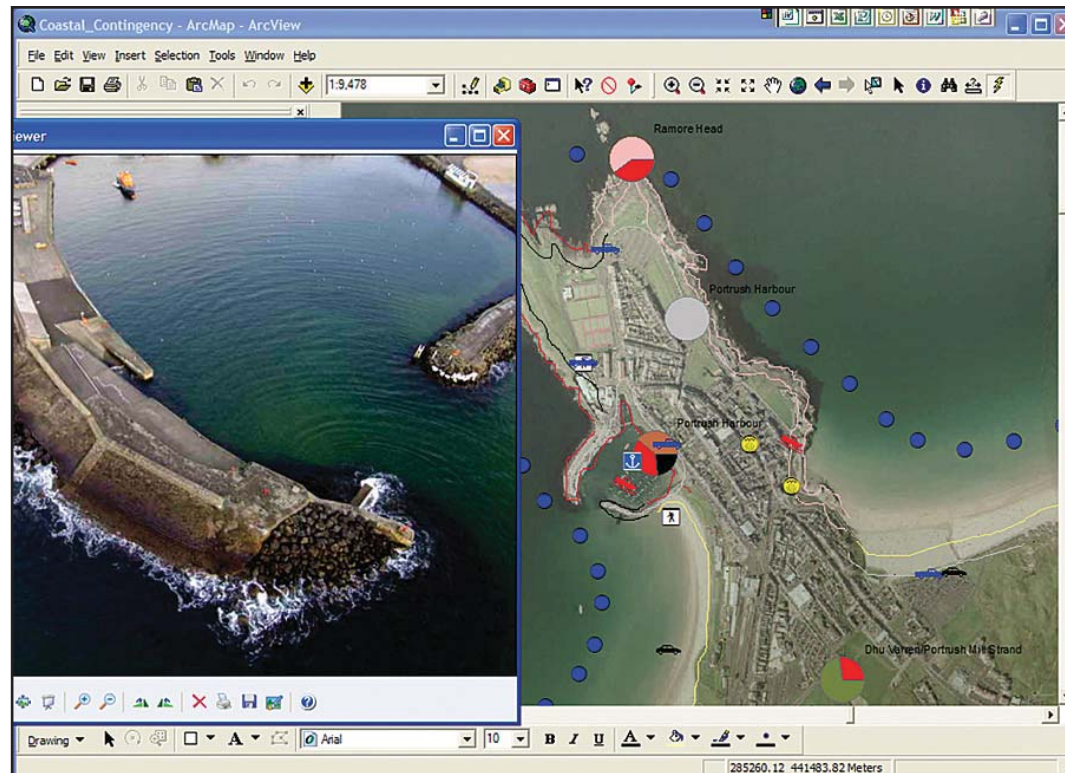 Coastal_Contingency - ArcMap - ArcView
File Edit View Insert Selection Tools Window Help
1:9,478
iewer
Ramore Head
Portrush Harbour
Portrush Harbour
Dhu Varren/Portrush Mill Strand
Drawing
A
Arial
10
B I U A
285260.12 441483.82 Meters